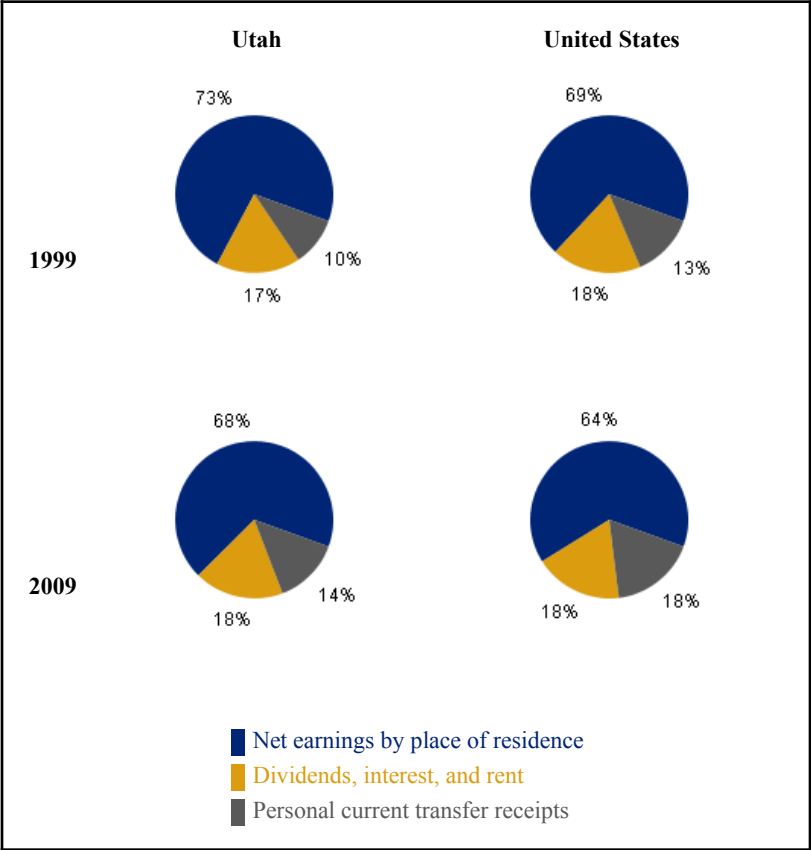 Utah United States
73% 69%
1999
10% 13%
17% 18%
68% 64%
2009
14% 18%
18% 18%
Net earnings by place of residence
Dividends, interest, and rent
Personal current transfer receipts